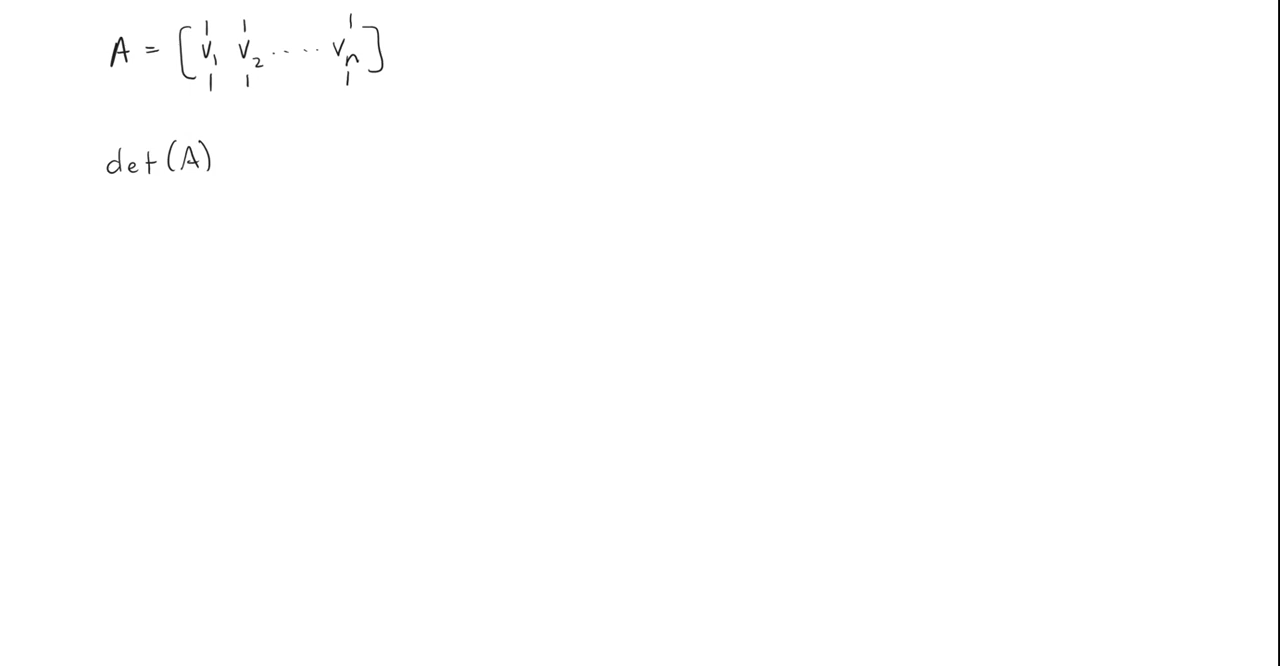 A = [v₁ v₂ ..... vₙ]
det(A)